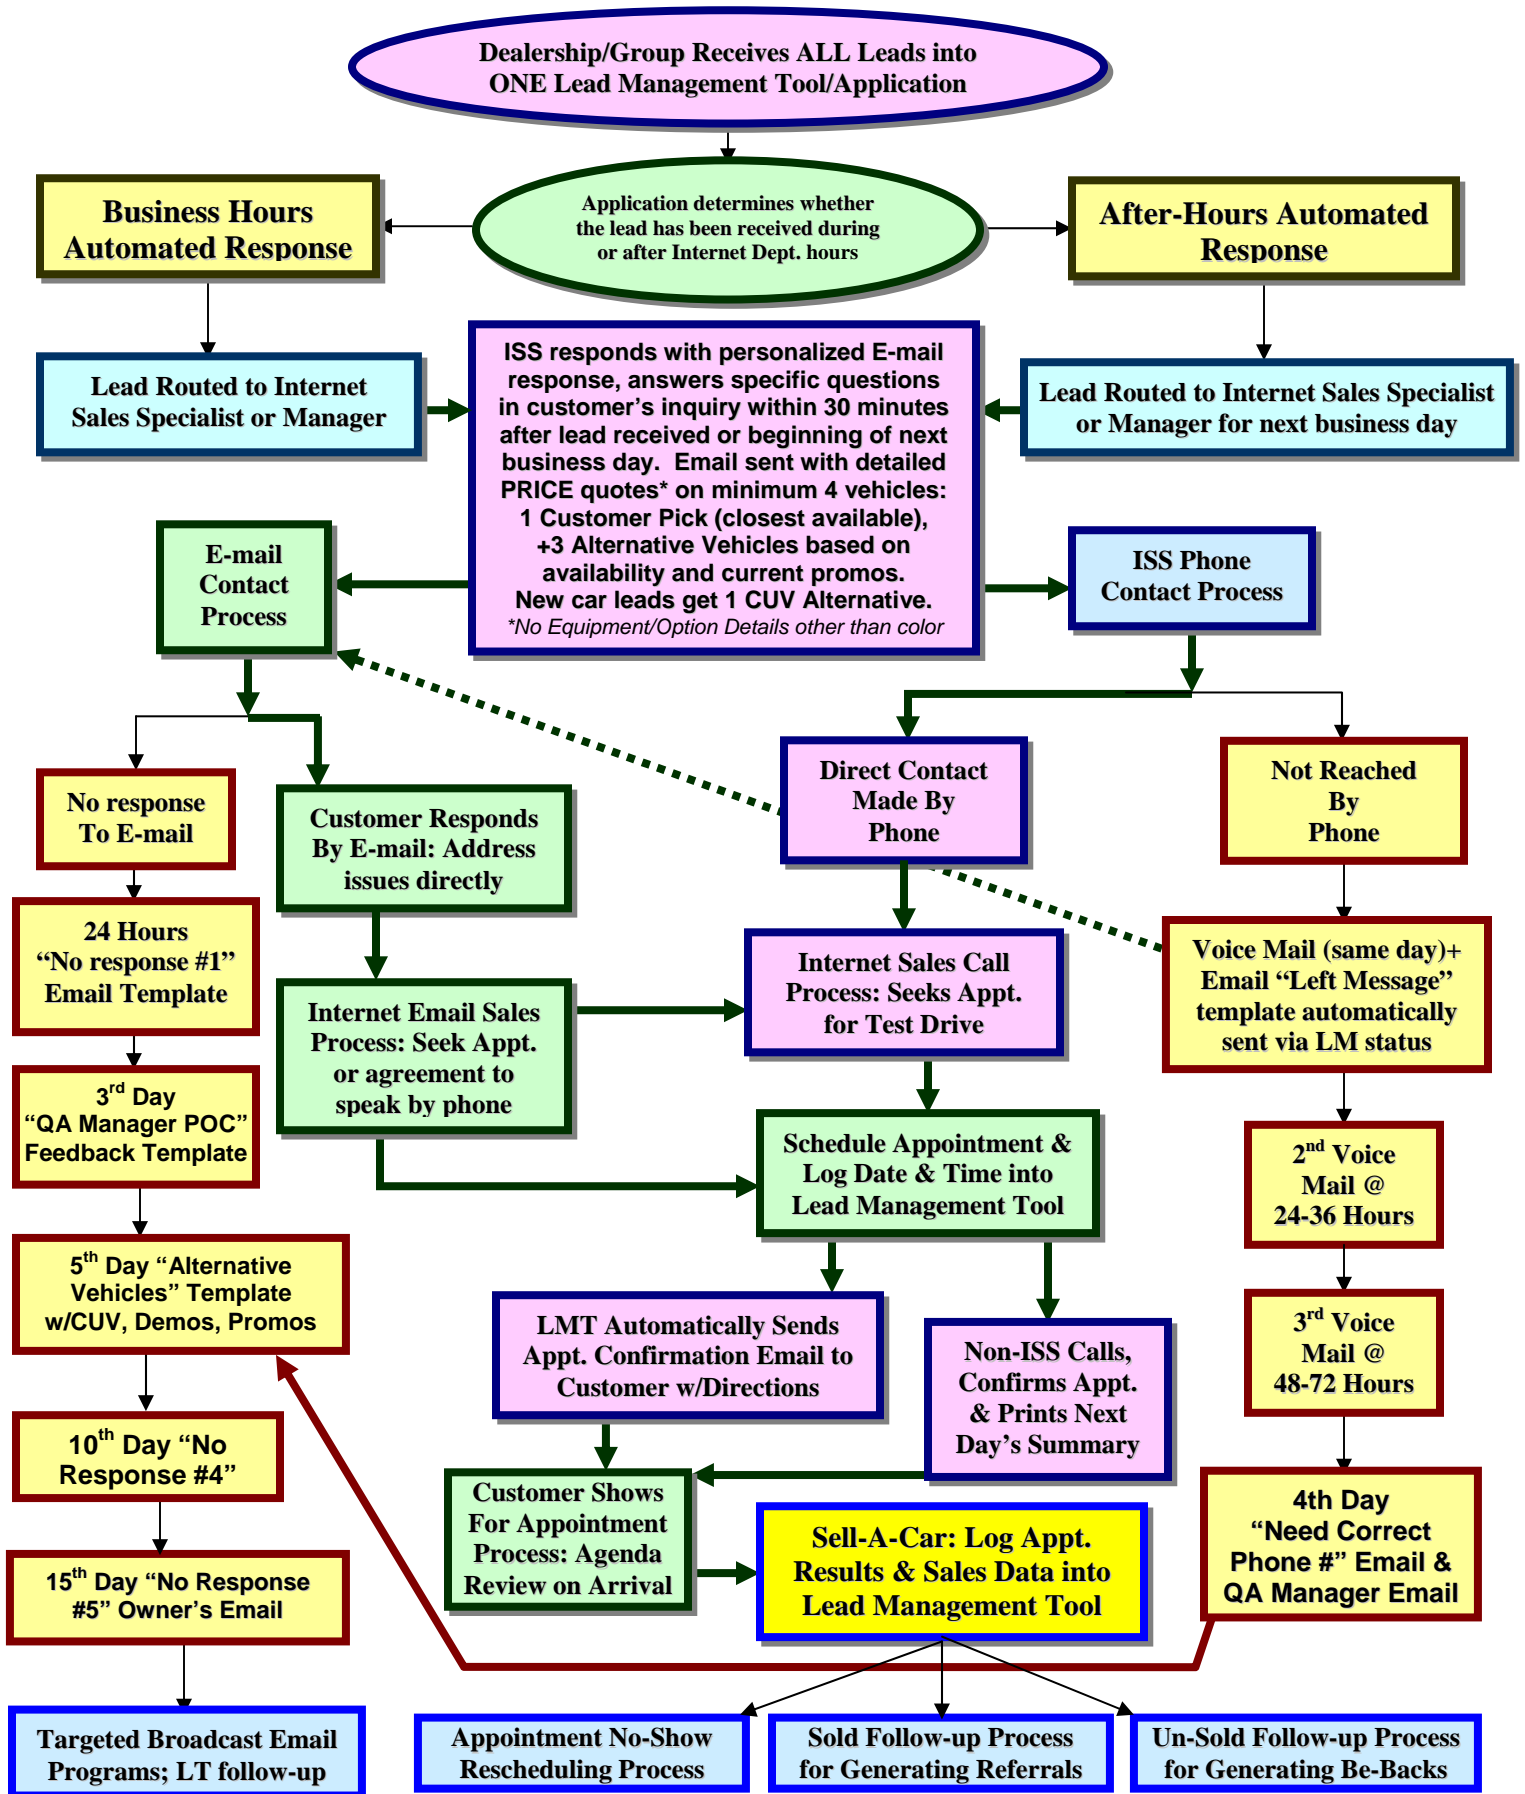 Dealership/Group Receives ALL Leads into
ONE Lead Management Tool/Application
Application determines whether
the lead has been received during
or after Internet Dept. hours
Business Hours
Automated Response
After-Hours Automated
Response
Lead Routed to Internet
Sales Specialist or Manager
ISS responds with personalized E-mail
response, answers specific questions
in customer's inquiry within 30 minutes
after lead received or beginning of next
business day.  Email sent with detailed
PRICE quotes* on minimum 4 vehicles:
1 Customer Pick (closest available),
+3 Alternative Vehicles based on
availability and current promos.
New car leads get 1 CUV Alternative.
*No Equipment/Option Details other than color
Lead Routed to Internet Sales Specialist
or Manager for next business day
E-mail
Contact
Process
ISS Phone
Contact Process
No response
To E-mail
Customer Responds
By E-mail: Address
issues directly
Direct Contact
Made By
Phone
Not Reached
By
Phone
24 Hours
“No response #1”
Email Template
Internet Email Sales
Process: Seek Appt.
or agreement to
speak by phone
Internet Sales Call
Process: Seeks Appt.
for Test Drive
Voice Mail (same day)+
Email “Left Message”
template automatically
sent via LM status
3rd Day
“QA Manager POC”
Feedback Template
Schedule Appointment &
Log Date & Time into
Lead Management Tool
2nd Voice
Mail @
24-36 Hours
5th Day “Alternative
Vehicles” Template
w/CUV, Demos, Promos
LMT Automatically Sends
Appt. Confirmation Email to
Customer w/Directions
Non-ISS Calls,
Confirms Appt.
& Prints Next
Day's Summary
3rd Voice
Mail @
48-72 Hours
10th Day “No
Response #4”
Customer Shows
For Appointment
Process: Agenda
Review on Arrival
Sell-A-Car: Log Appt.
Results & Sales Data into
Lead Management Tool
4th Day
“Need Correct
Phone #” Email &
QA Manager Email
15th Day “No Response
#5” Owner's Email
Targeted Broadcast Email
Programs; LT follow-up
Appointment No-Show
Rescheduling Process
Sold Follow-up Process
for Generating Referrals
Un-Sold Follow-up Process
for Generating Be-Backs